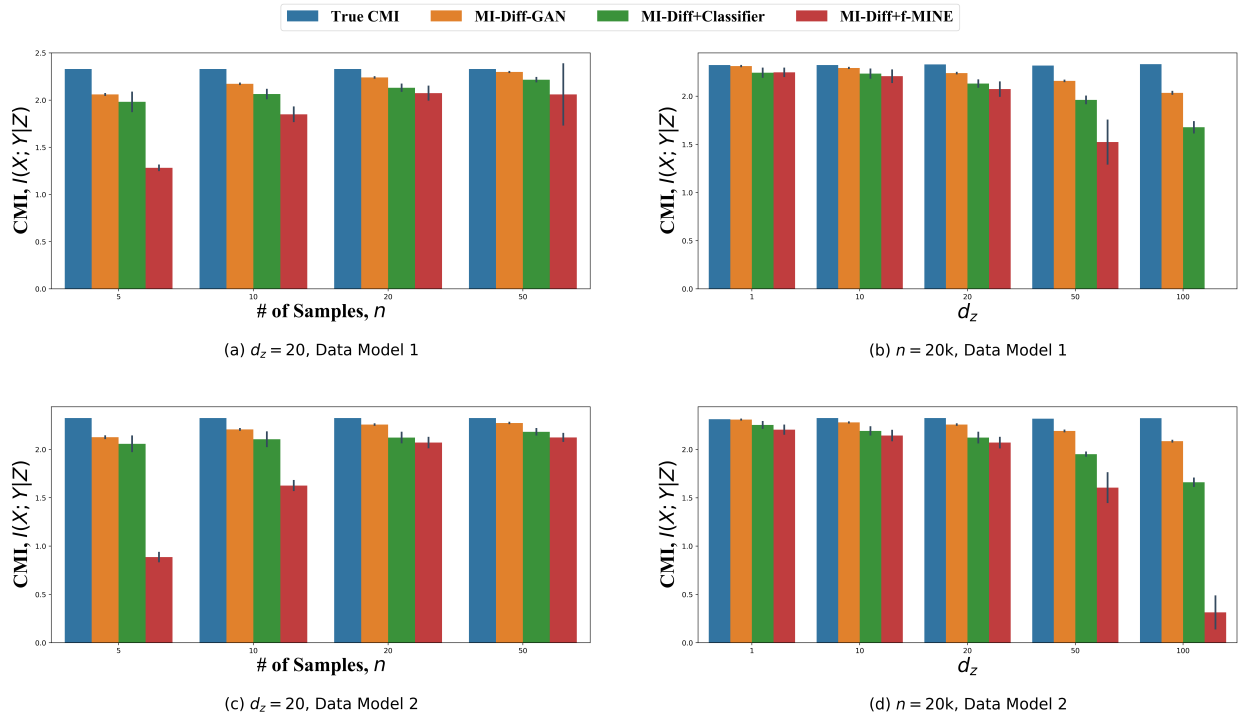 True CMI MI-Diff-GAN MI-Diff+Classifier MI-Diff+f-MINE
2.5
2.0
1.5
1.0
0.5
0.0
CMI, I(X; Y|Z)
5 10 20 50
# of Samples, n
(a) d_z = 20, Data Model 1
2.0
1.5
1.0
0.5
0.0
CMI, I(X; Y|Z)
1 10 20 50 100
d_z
(b) n = 20k, Data Model 1
2.0
1.5
1.0
0.5
0.0
CMI, I(X; Y|Z)
5 10 20 50
# of Samples, n
(c) d_z = 20, Data Model 2
2.0
1.5
1.0
0.5
0.0
CMI, I(X; Y|Z)
1 10 20 50 100
d_z
(d) n = 20k, Data Model 2